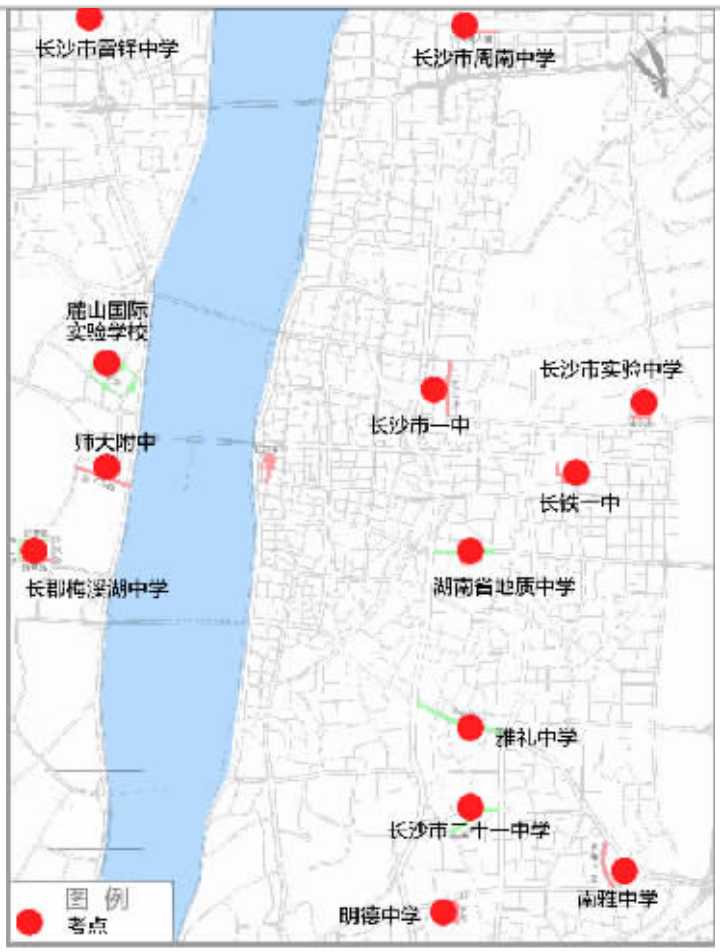 长沙市雷锋中学
长沙市周南中学
麓山国际
实验学校
长沙市实验中学
长沙市一中
师大附中
长铁一中
长郡梅溪湖中学
湖南省地质中学
雅礼中学
长沙市二十一中学
南雅中学
明德中学
图例
考点